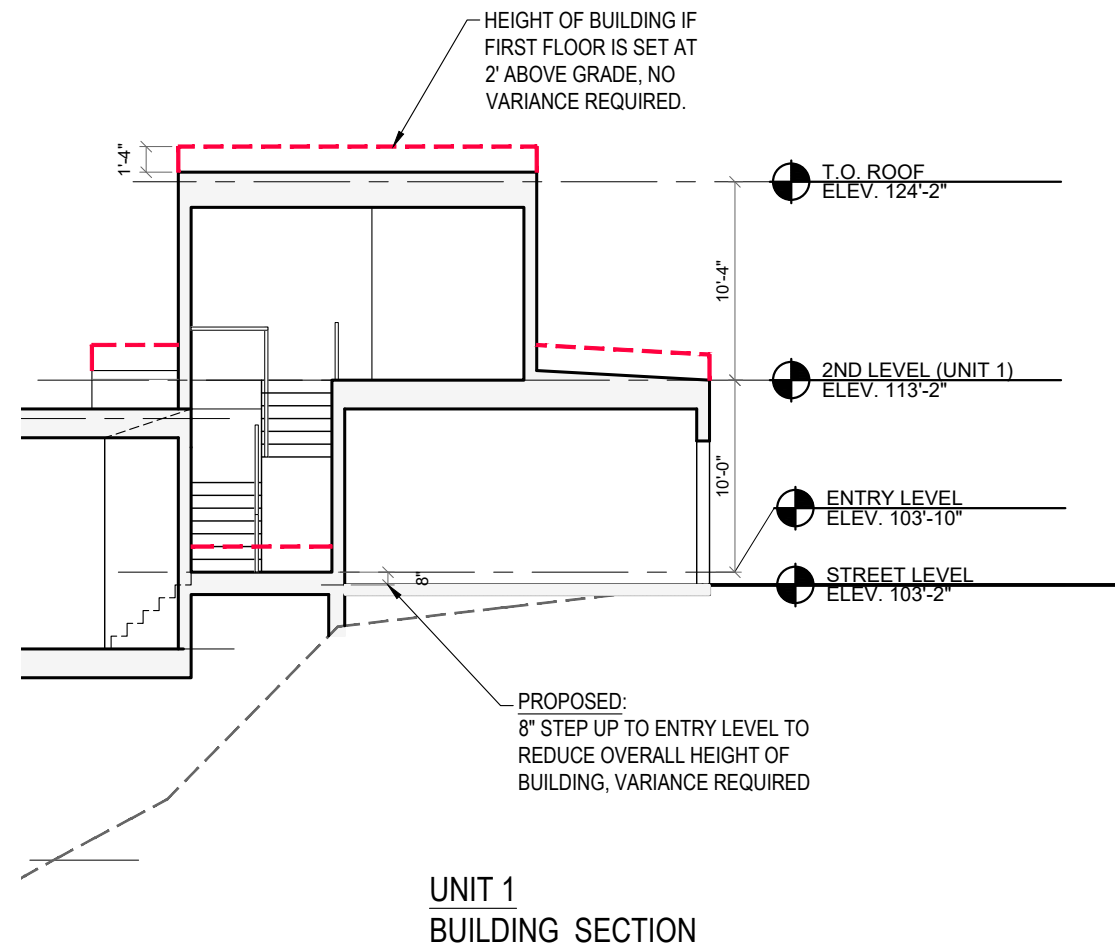 HEIGHT OF BUILDING IF
FIRST FLOOR IS SET AT
2' ABOVE GRADE, NO
VARIANCE REQUIRED.
1'-4"
T.O. ROOF
ELEV. 124'-2"
10'-4"
2ND LEVEL (UNIT 1)
ELEV. 113'-2"
10'-0"
ENTRY LEVEL
ELEV. 103'-10"
8"
STREET LEVEL
ELEV. 103'-2"
PROPOSED:
8" STEP UP TO ENTRY LEVEL TO
REDUCE OVERALL HEIGHT OF
BUILDING, VARIANCE REQUIRED
UNIT 1
BUILDING SECTION